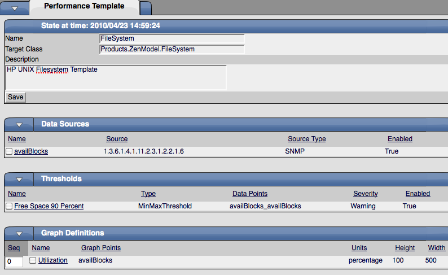 Performance Template
State at time: 2010/04/23 14:59:24
Name FileSystem
Target Class Products.ZenModel.FileSystem
Description
HP UNIX Filesystem Template
Save
Data Sources
Name Source Source Type Enabled
availBlocks 1.3.6.1.4.1.11.2.3.1.2.2.1.6 SNMP True
Thresholds
Name Type Data Points Severity Enabled
Free Space 90 Percent MinMaxThreshold availBlocks_availBlocks Warning True
Graph Definitions
Seq Name Graph Points Units Height Width
0 Utilization availBlocks percentage 100 500